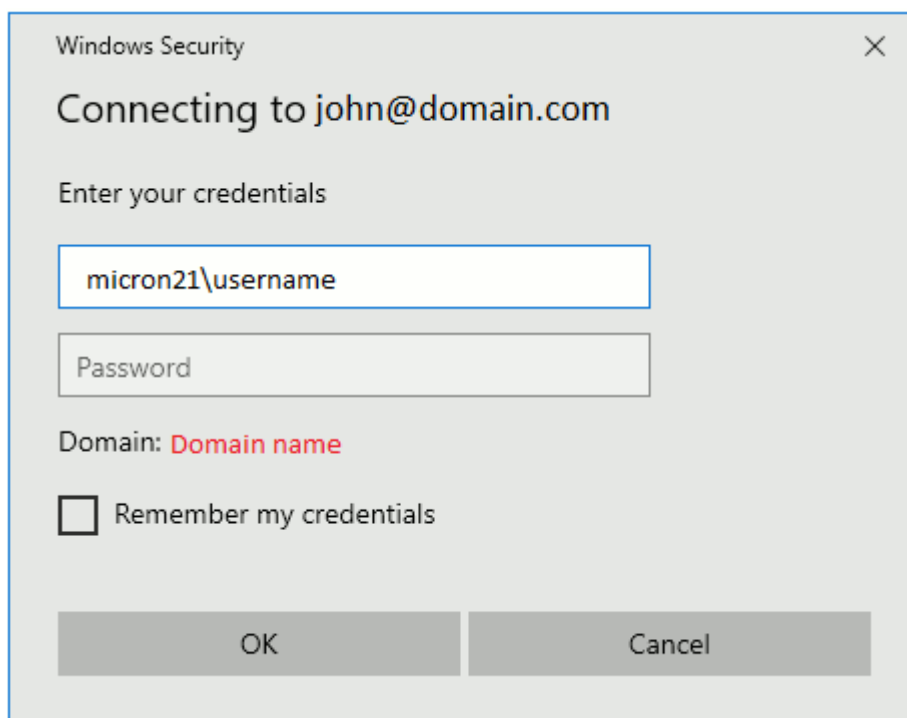 Windows Security
Connecting to john@domain.com
Enter your credentials
micron21\username
Password
Domain: Domain name
Remember my credentials
OK Cancel